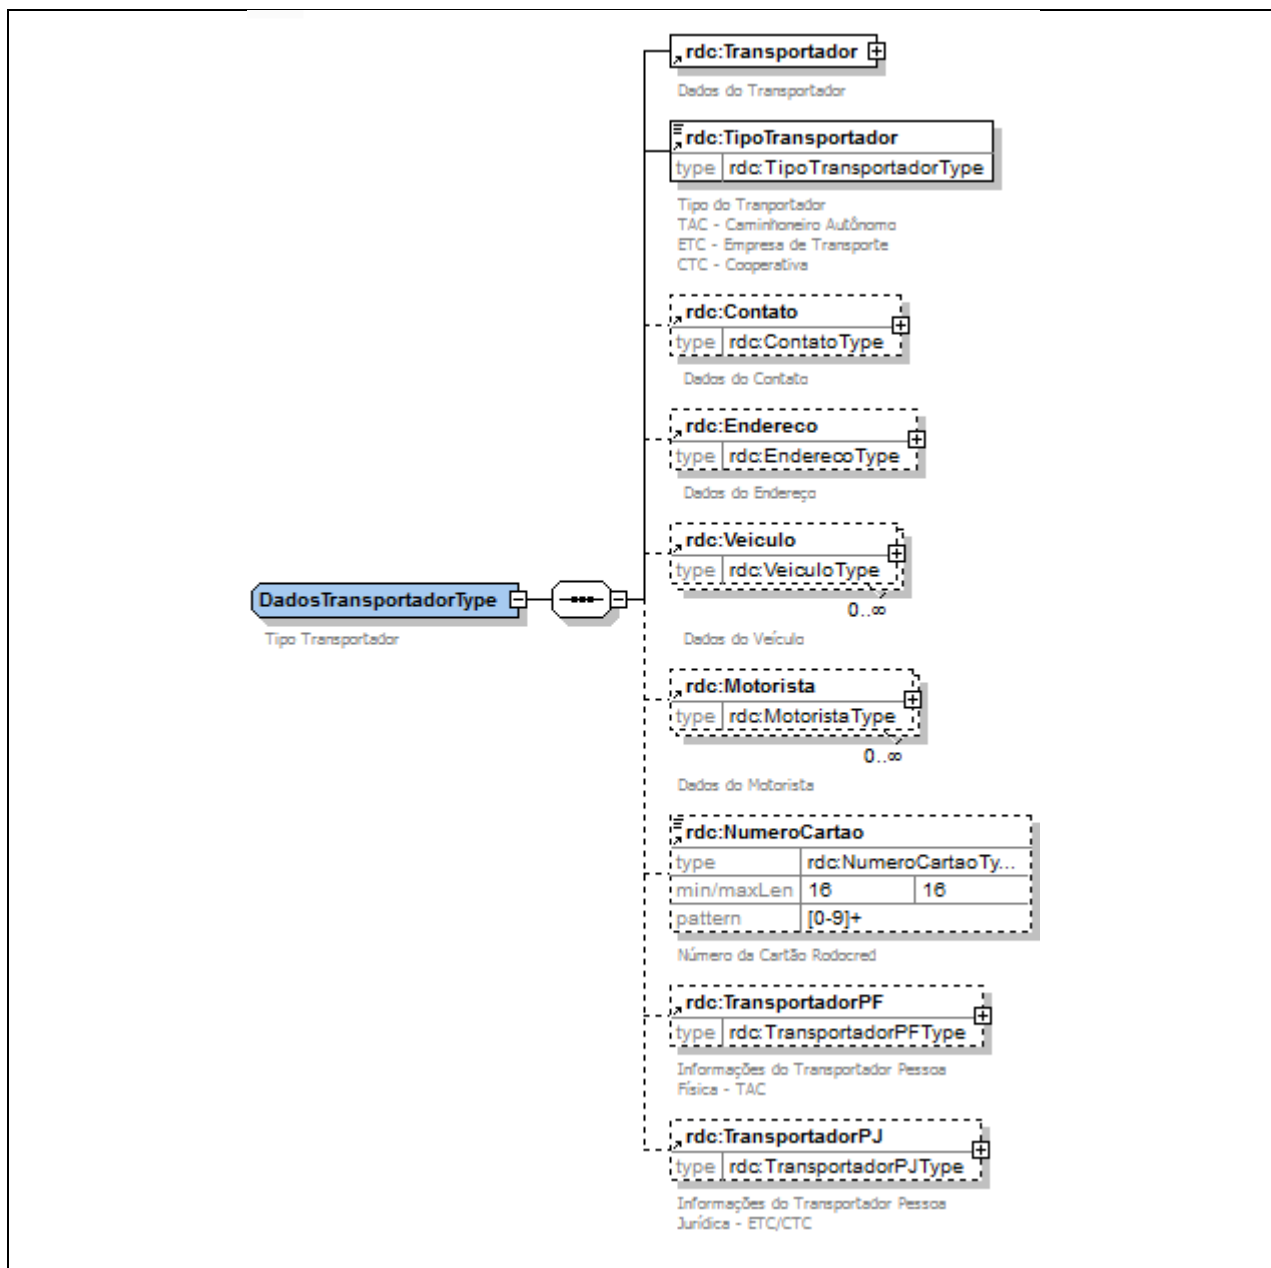 rdc:Transportador
Dados do Transportador
rdc:TipoTransportador
type rdc:TipoTransportadorType
Tipo do Tranportador
TAC - Caminhoneiro Autônomo
ETC - Empresa de Transporte
CTC - Cooperativa
rdc:Contato
type rdc:ContatoType
Dados do Contato
rdc:Endereco
type rdc:EnderecoType
Dados do Endereço
rdc:Veiculo
type rdc:VeiculoType
0..∞
Dados do Veículo
DadosTransportadorType
Tipo Transportador
rdc:Motorista
type rdc:MotoristaType
0..∞
Dados do Motorista
rdc:NumeroCartao
type rdc:NumeroCartaoTy...
min/maxLen 16 16
pattern [0-9]+
Número da Cartão Rodocred
rdc:TransportadorPF
type rdc:TransportadorPFType
Informações do Transportador Pessoa
Física - TAC
rdc:TransportadorPJ
type rdc:TransportadorPJType
Informações do Transportador Pessoa
Jurídica - ETC/CTC